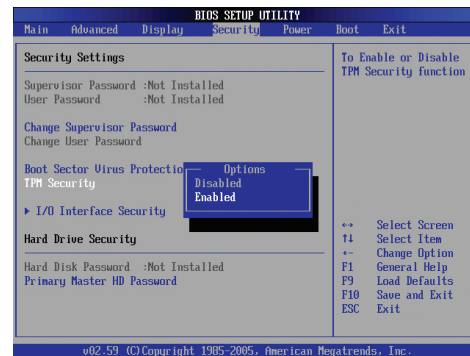 BIOS SETUP UTILITY
Main Advanced Display Security Power Boot Exit
Security Settings
Supervisor Password :Not Installed
User Password :Not Installed
Change Supervisor Password
Change User Password
Boot Sector Virus Protectio
TPM Security
▶ I/O Interface Security
Options
Disabled
Enabled
Hard Drive Security
Hard Disk Password :Not Installed
Primary Master HD Password
To Enable or Disable
TPM Security function
↔ Select Screen
↑↓ Select Item
+- Change Option
F1 General Help
F9 Load Defaults
F10 Save and Exit
ESC Exit
v02.59 (C)Copyright 1985-2005, American Megatrends, Inc.